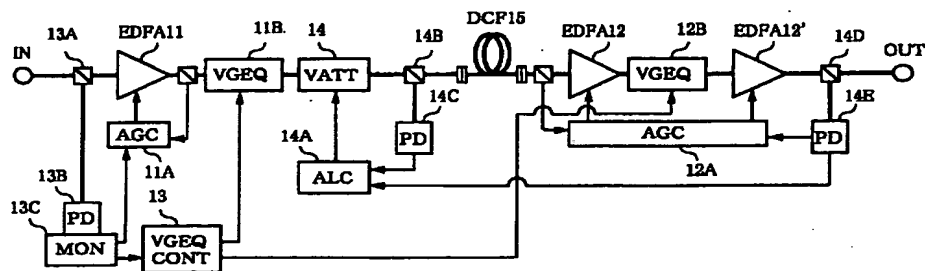 DCF15
13A
EDFA11
11B
14
14B
EDFA12
12B
EDFA12'
14D
IN
OUT
VGEQ
VATT
VGEQ
14C
14E
AGC
14A
PD
AGC
PD
11A
13B
13
ALC
12A
13C
PD
MON
VGEQ
CONT